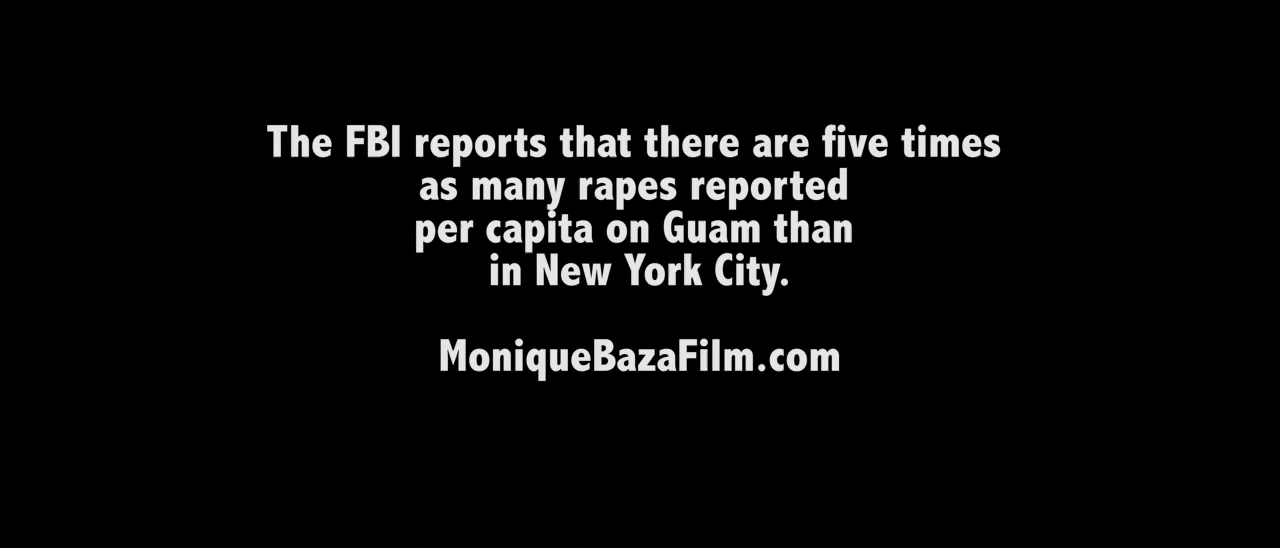 The FBI reports that there are five times
as many rapes reported
per capita on Guam than
in New York City.
MoniqueBazaFilm.com